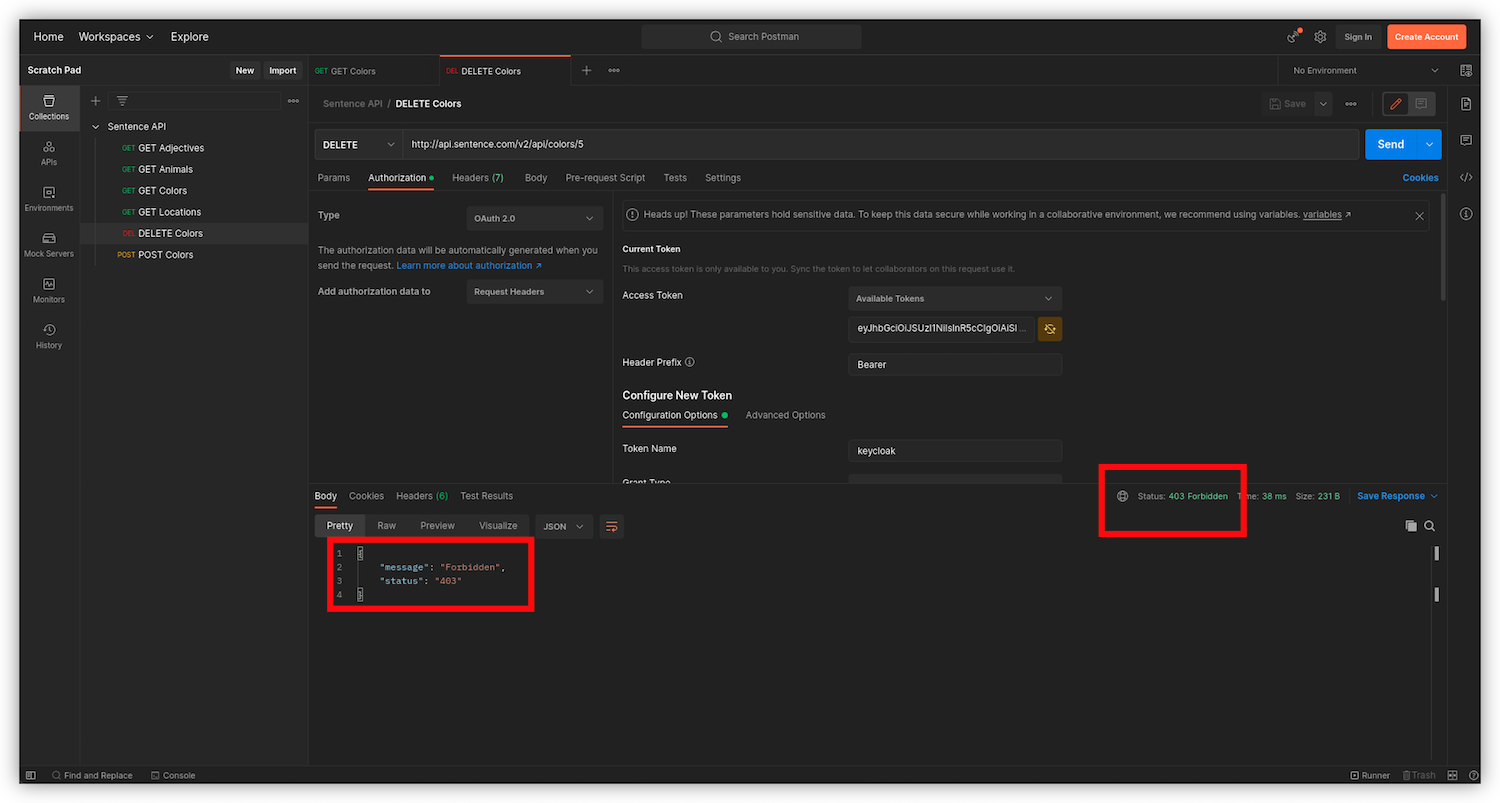 Home Workspaces Explore Search Postman Sign In Create Account
Scratch Pad New Import GET GET Colors DEL DELETE Colors No Environment
Collections
APIs
Environments
Mock Servers
Monitors
History
Sentence API
GET GET Adjectives
GET GET Animals
GET GET Colors
GET GET Locations
DEL DELETE Colors
POST POST Colors
Sentence API / DELETE Colors Save
DELETE http://api.sentence.com/v2/api/colors/5 Send
Params Authorization Headers (7) Body Pre-request Script Tests Settings Cookies
Type OAuth 2.0
The authorization data will be automatically generated when you
send the request. Learn more about authorization ↗
Add authorization data to Request Headers
Heads up! These parameters hold sensitive data. To keep this data secure while working in a collaborative environment, we recommend using variables. variables ↗
Current Token
This access token is only available to you. Sync the token to let collaborators on this request use it.
Access Token Available Tokens
Header Prefix Bearer
Configure New Token
Configuration Options Advanced Options
Token Name keycloak
Grant Type
Body Cookies Headers (6) Test Results Status: 403 Forbidden Time: 38 ms Size: 231 B Save Response
Pretty Raw Preview Visualize JSON
1 {
2 "message": "Forbidden",
3 "status": "403"
4 }
Find and Replace Console Runner Trash